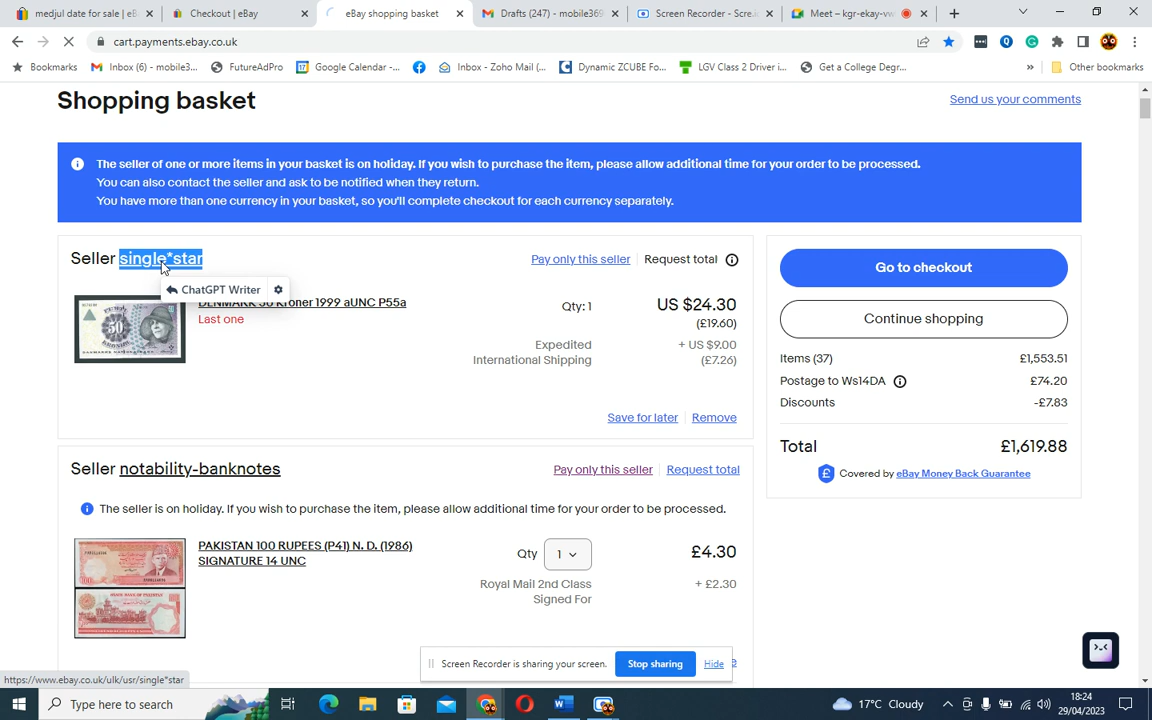 medjul date for sale | eB
Checkout | eBay
eBay shopping basket
Drafts (247) - mobile369
Screen Recorder - Scre
Meet – kgr-ekay-vw
cart.payments.ebay.co.uk
Bookmarks
Inbox (6) - mobile3...
FutureAdPro
Google Calendar -...
Inbox - Zoho Mail (...
Dynamic ZCUBE Fo...
LGV Class 2 Driver i...
Get a College Degr...
»
Other bookmarks
Shopping basket
Send us your comments
The seller of one or more items in your basket is on holiday. If you wish to purchase the item, please allow additional time for your order to be processed.
You can also contact the seller and ask to be notified when they return.
You have more than one currency in your basket, so you'll complete checkout for each currency separately.
Seller single*star
Pay only this seller
Request total
ChatGPT Writer
DENMARK 50 Kroner 1999 aUNC P55a
Last one
Qty: 1
US $24.30
(£19.60)
Expedited
International Shipping
+ US $9.00
(£7.26)
Save for later
Remove
Go to checkout
Continue shopping
Items (37)
£1,553.51
Postage to Ws14DA
£74.20
Discounts
-£7.83
Total
£1,619.88
Covered by eBay Money Back Guarantee
Seller notability-banknotes
Pay only this seller
Request total
The seller is on holiday. If you wish to purchase the item, please allow additional time for your order to be processed.
PAKISTAN 100 RUPEES (P41) N. D. (1986)
SIGNATURE 14 UNC
Qty
1
£4.30
Royal Mail 2nd Class
Signed For
+ £2.30
Screen Recorder is sharing your screen.
Stop sharing
Hide
https://www.ebay.co.uk/ulk/usr/single*star
Type here to search
17°C Cloudy
18:24
29/04/2023